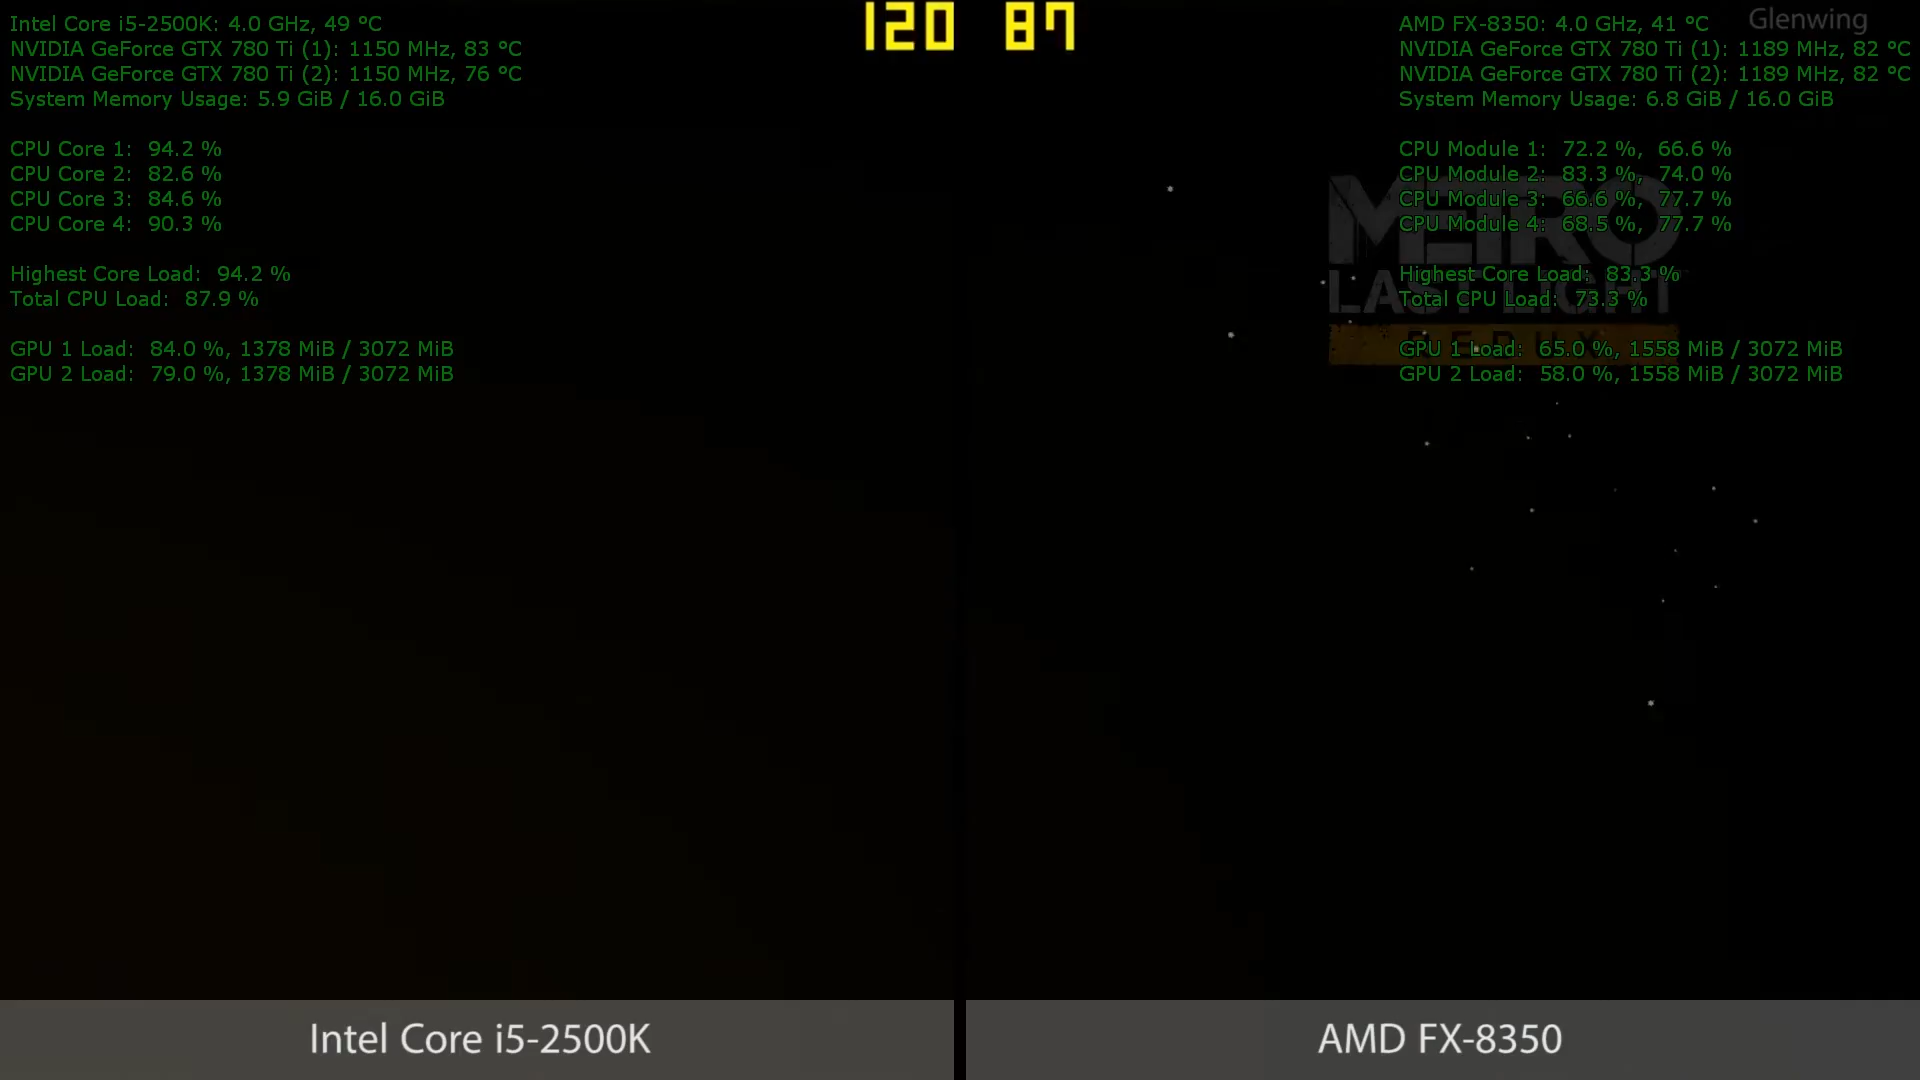 120 87
Intel Core i5-2500K: 4.0 GHz, 49 °C
NVIDIA GeForce GTX 780 Ti (1): 1150 MHz, 83 °C
NVIDIA GeForce GTX 780 Ti (2): 1150 MHz, 76 °C
System Memory Usage: 5.9 GiB / 16.0 GiB
CPU Core 1: 94.2 %
CPU Core 2: 82.6 %
CPU Core 3: 84.6 %
CPU Core 4: 90.3 %
Highest Core Load: 94.2 %
Total CPU Load: 87.9 %
GPU 1 Load: 84.0 %, 1378 MiB / 3072 MiB
GPU 2 Load: 79.0 %, 1378 MiB / 3072 MiB
Glenwing
AMD FX-8350: 4.0 GHz, 41 °C
NVIDIA GeForce GTX 780 Ti (1): 1189 MHz, 82 °C
NVIDIA GeForce GTX 780 Ti (2): 1189 MHz, 82 °C
System Memory Usage: 6.8 GiB / 16.0 GiB
CPU Module 1: 72.2 %, 66.6 %
CPU Module 2: 83.3 %, 74.0 %
CPU Module 3: 66.6 %, 77.7 %
CPU Module 4: 68.5 %, 77.7 %
Highest Core Load: 83.3 %
Total CPU Load: 73.3 %
GPU 1 Load: 65.0 %, 1558 MiB / 3072 MiB
GPU 2 Load: 58.0 %, 1558 MiB / 3072 MiB
METRO
LAST LIGHT
REDUX
Intel Core i5-2500K
AMD FX-8350